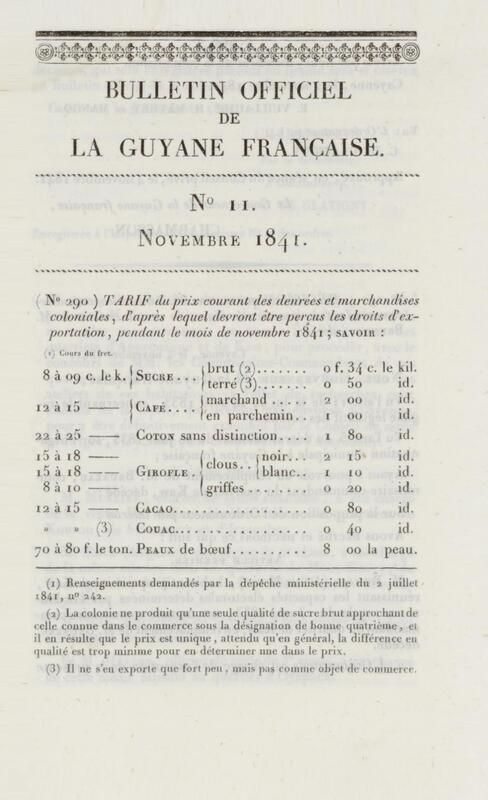 BULLETIN OFFICIEL
DE
LA GUYANE FRANÇAISE.
No 11.
NOVEMBRE 1841.
( No 290 ) TARIF du prix courant des denrées et marchandises
coloniales, d'après lequel devront être perçus les droits d'ex-
portation, pendant le mois de novembre 1841 ; SAVOIR :
(1) Cours du fret.
8 à 09 c. le k. SUCRE... brut (2)...... 0 f. 34 c. le kil.
terré (3)....... 0 50 id.
12 à 15 — CAFÉ.... marchand ..... 2 00 id.
en parchemin.. 1 00 id.
22 à 25 — COTON sans distinction.... 1 80 id.
15 à 18 — GIROFLE. clous.. noir... 2 15 id.
15 à 18 — blanc.. 1 10 id.
8 à 10 — griffes ........ 0 20 id.
12 à 15 — CACAO................. 0 80 id.
» » (3) COUAC................. 0 40 id.
70 à 80 f. le ton. PEAUX de bœuf.......... 8 00 la peau.
(1) Renseignements demandés par la dépêche ministérielle du 2 juillet
1841, no 242.
(2) La colonie ne produit qu'une seule qualité de sucre brut approchant de
celle connue dans le commerce sous la désignation de bonne quatrième, et
il en résulte que le prix est unique, attendu qu'en général, la différence en
qualité est trop minime pour en déterminer une dans le prix.
(3) Il ne s'en exporte que fort peu, mais pas comme objet de commerce.